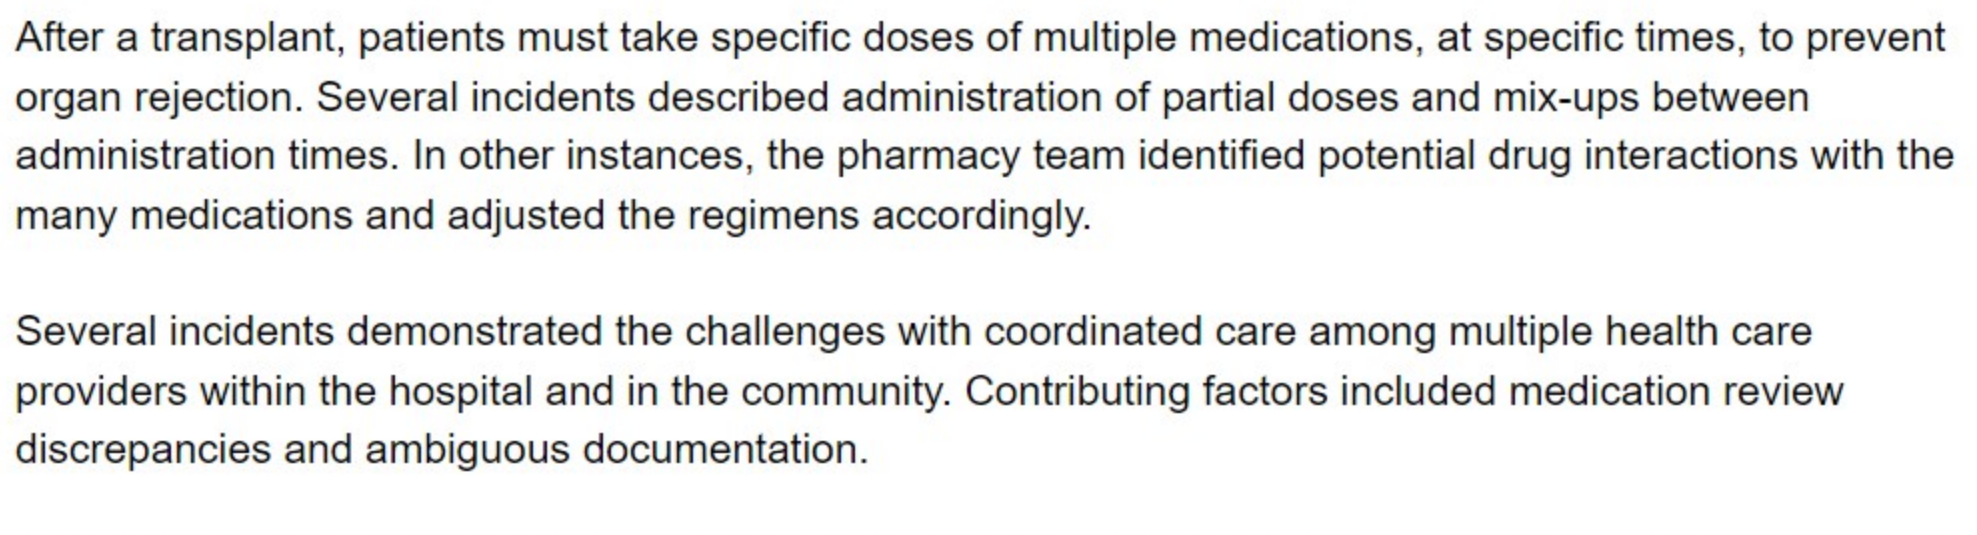 After a transplant, patients must take specific doses of multiple medications, at specific times, to prevent
organ rejection. Several incidents described administration of partial doses and mix-ups between
administration times. In other instances, the pharmacy team identified potential drug interactions with the
many medications and adjusted the regimens accordingly.
Several incidents demonstrated the challenges with coordinated care among multiple health care
providers within the hospital and in the community. Contributing factors included medication review
discrepancies and ambiguous documentation.